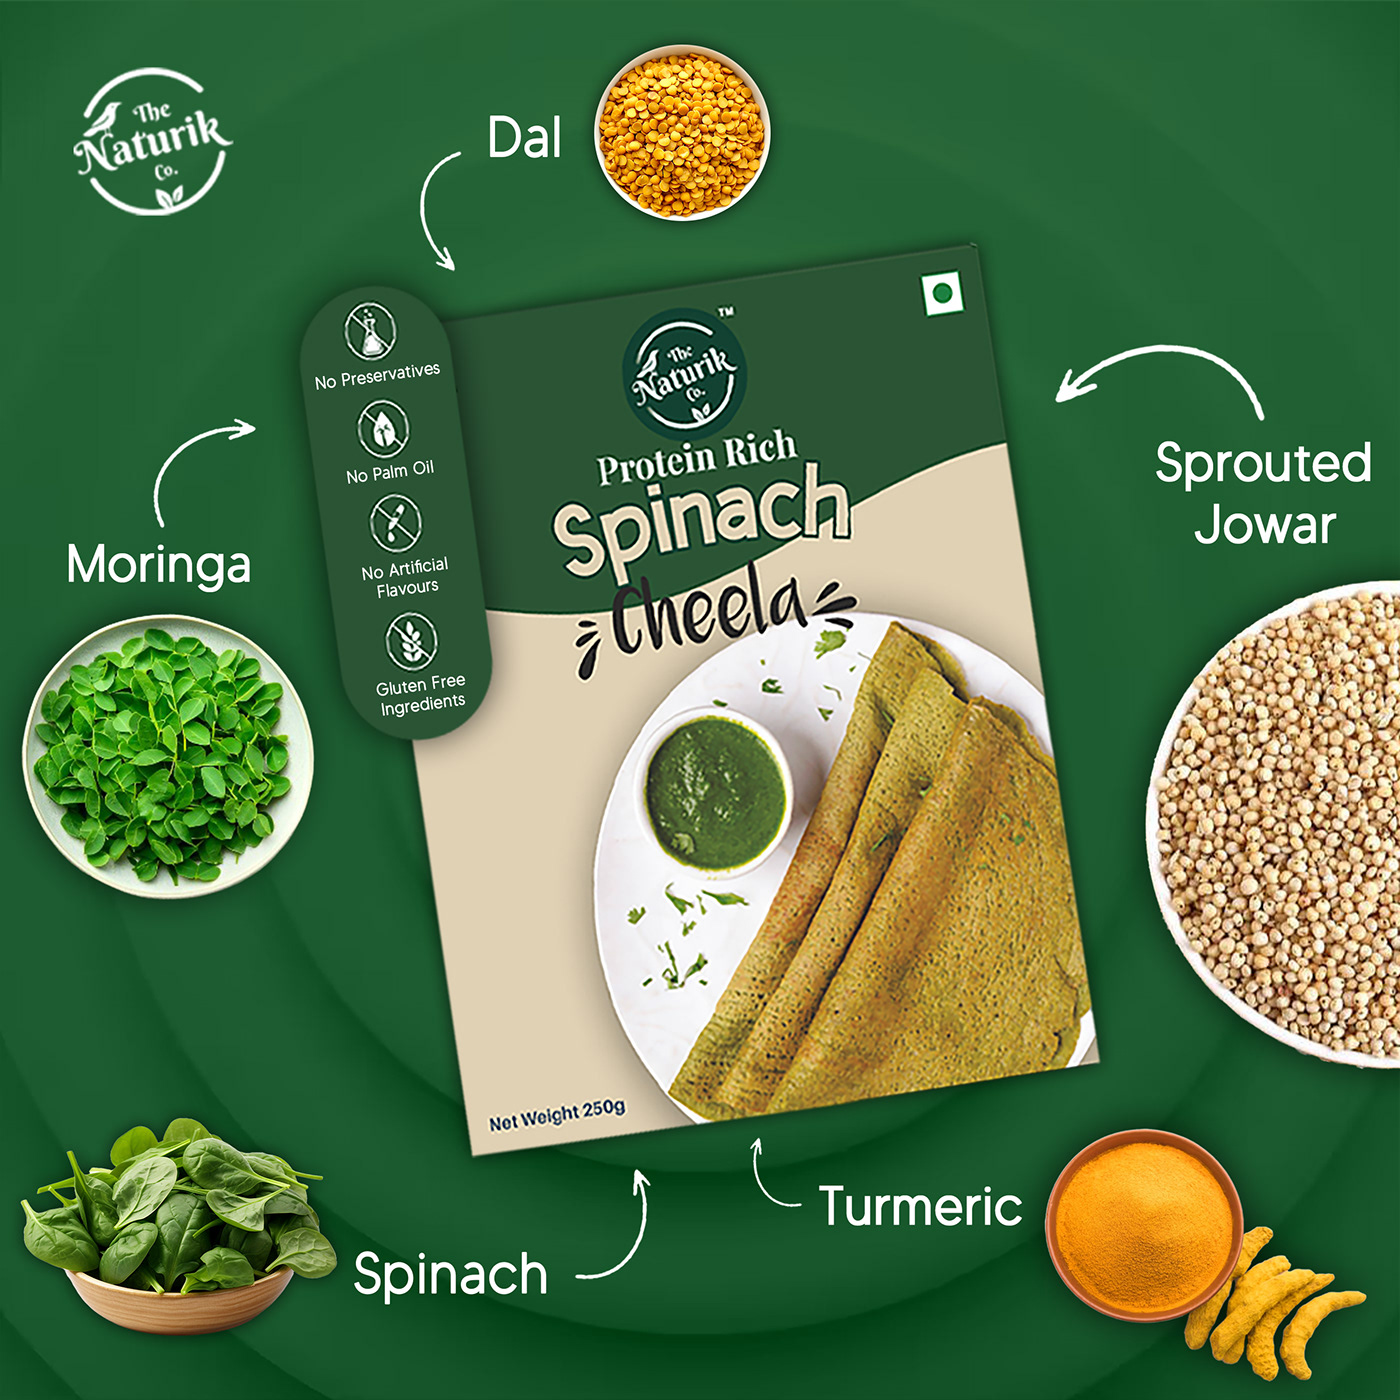 The
Naturik
Co.
Dal
No Preservatives
No Palm Oil
No Artificial
Flavours
Gluten Free
Ingredients
TM
The
Naturik
Co.
Protein Rich
Spinach
Cheela
Net Weight 250g
Moringa
Sprouted
Jowar
Turmeric
Spinach